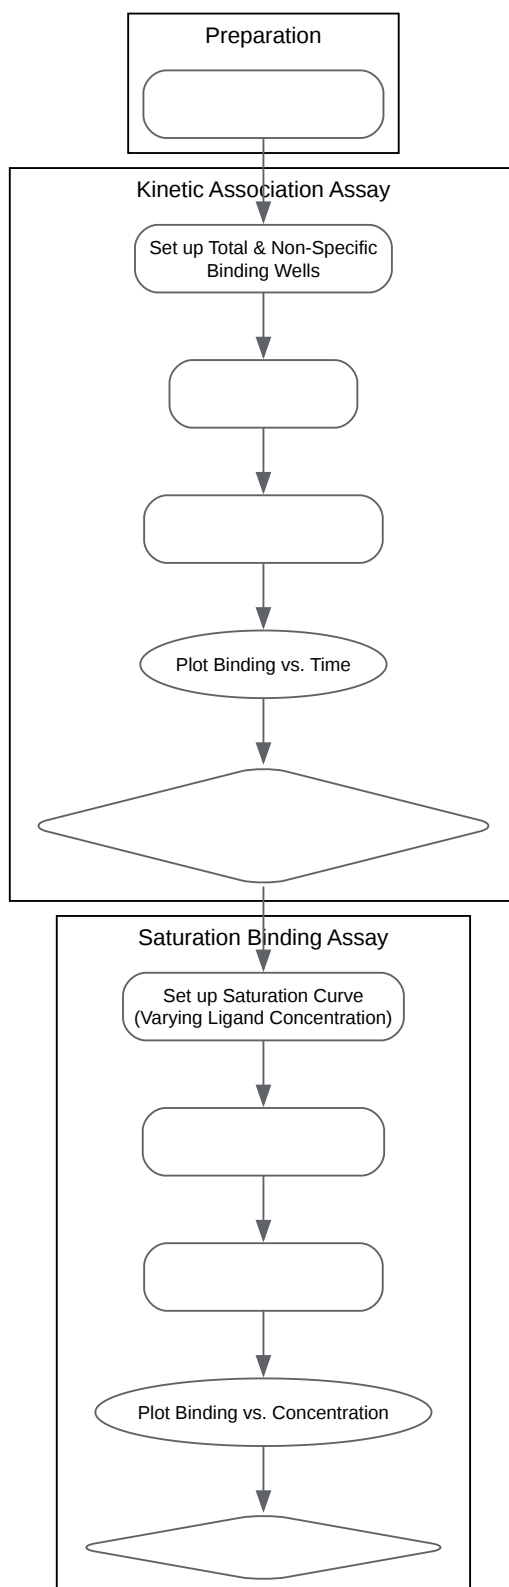 Preparation
Kinetic Association Assay
Set up Total & Non-Specific
Binding Wells
Plot Binding vs. Time
Saturation Binding Assay
Set up Saturation Curve
(Varying Ligand Concentration)
Plot Binding vs. Concentration